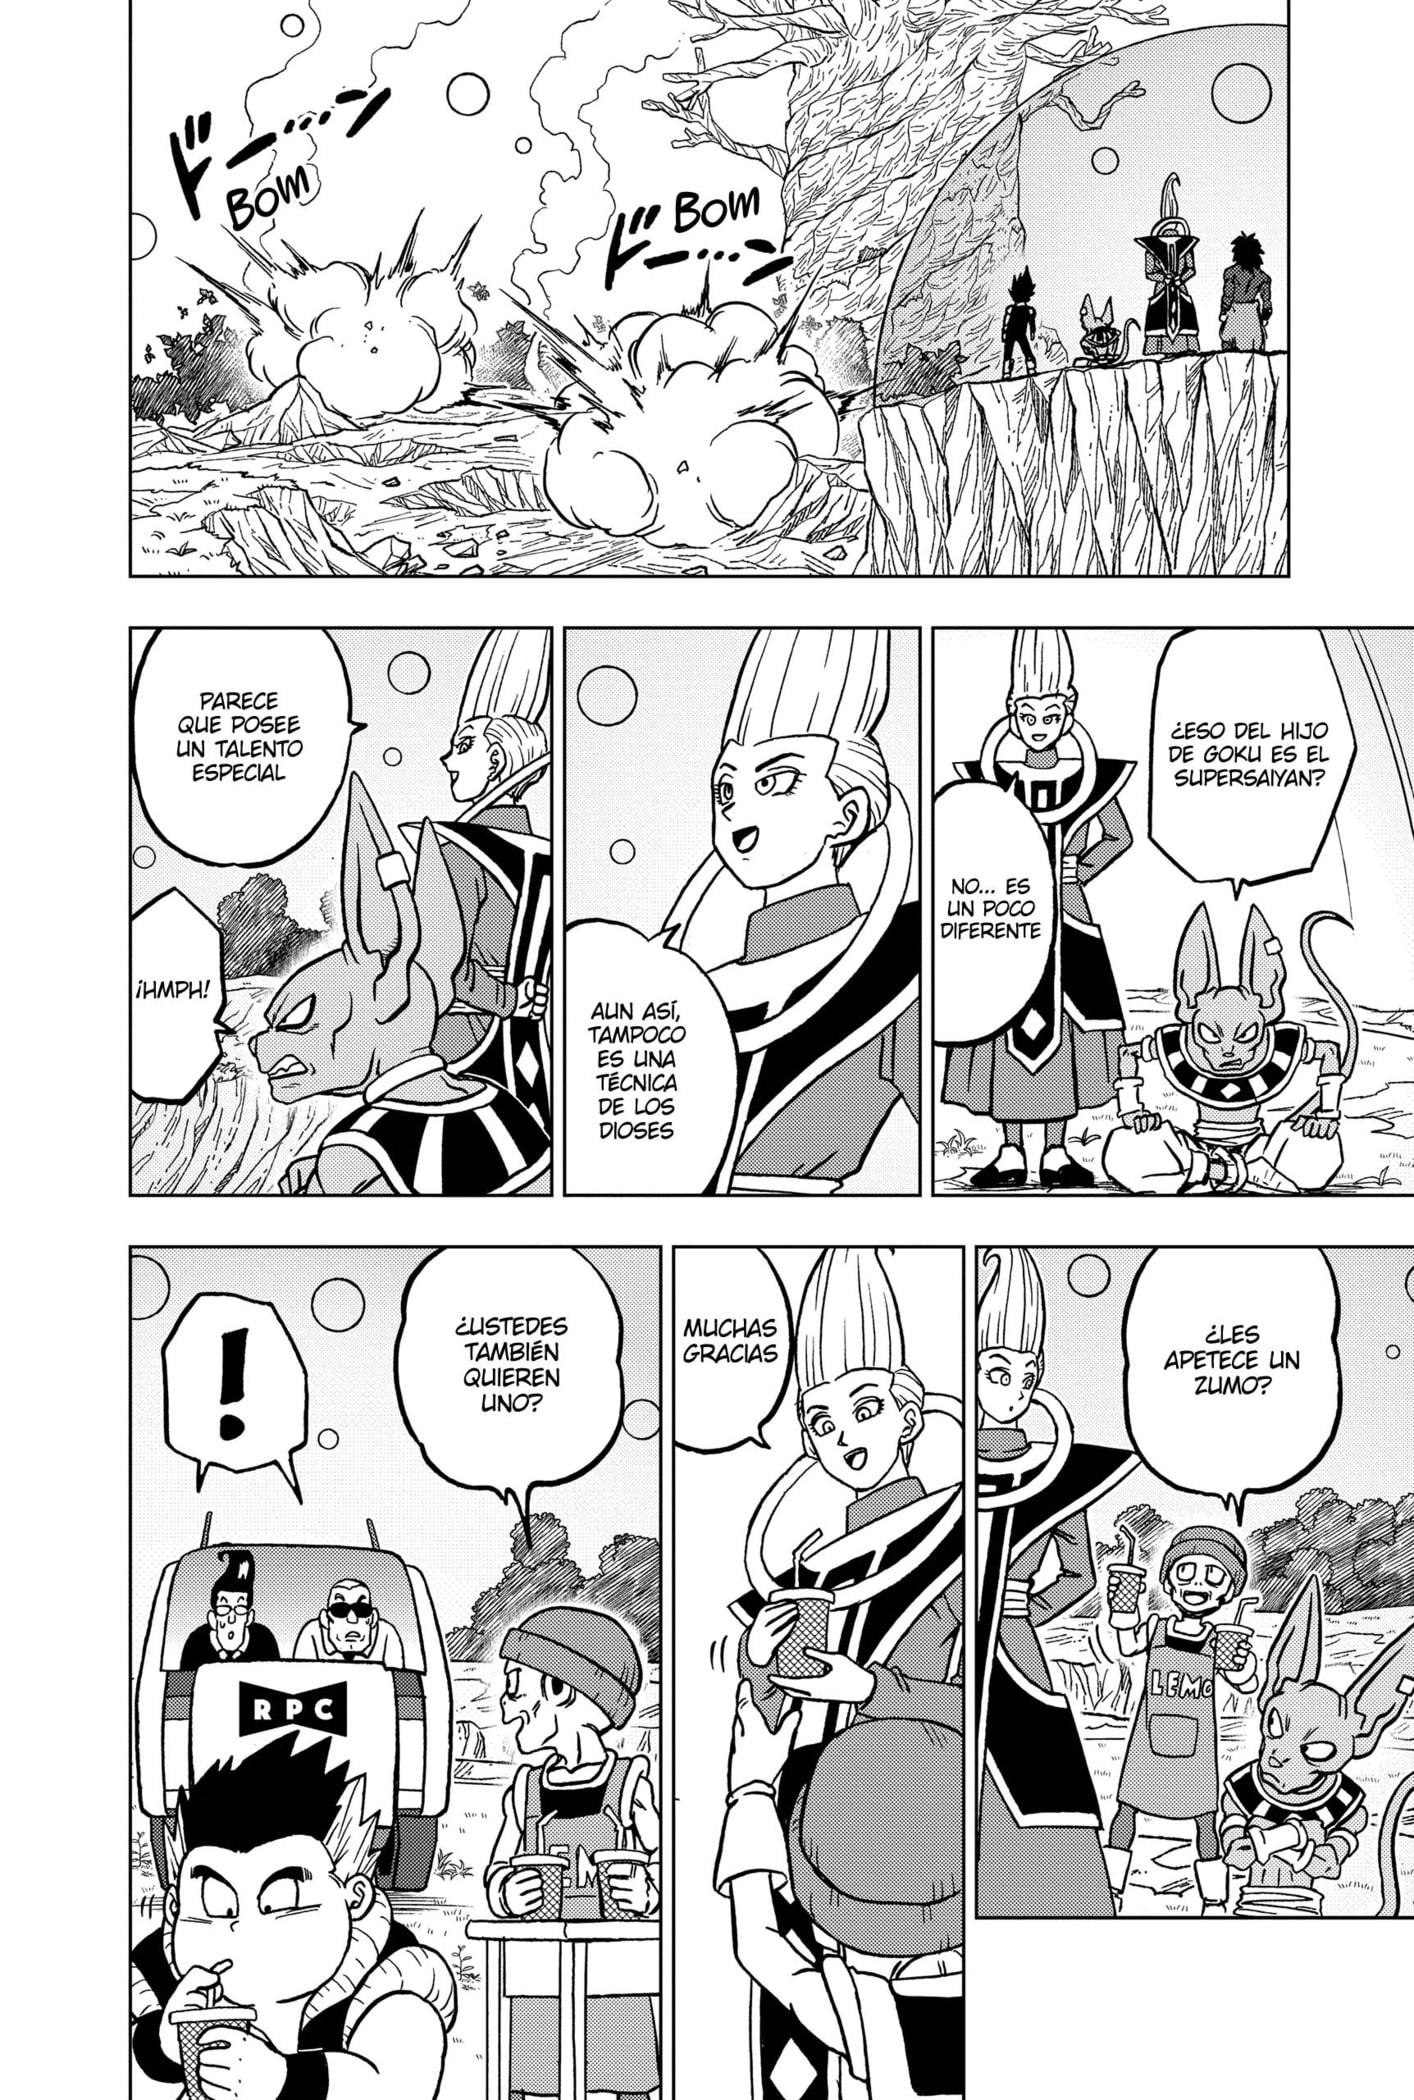 ドーン
BOM
ドーン
BOM
¿ESO DEL HIJO
DE GOKU ES EL
SUPERSAIYAN?
NO... ES
UN POCO
DIFERENTE
AUN ASÍ,
TAMPOCO
ES UNA
TÉCNICA
DE LOS
DIOSES
PARECE
QUE POSEE
UN TALENTO
ESPECIAL
¡HMPH!
¿LES
APETECE UN
ZUMO?
LEMO
MUCHAS
GRACIAS
¿USTEDES
TAMBIÉN
QUIEREN
UNO?
!
RPC
LEMO